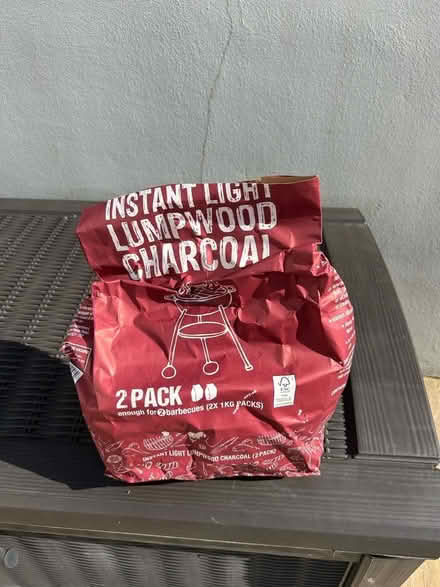 INSTANT LIGHT
LUMPWOOD
CHARCOAL
2 PACK
enough for 2 barbecues (2X 1KG PACKS)
FSC
INSTANT LIGHT LUMPWOOD CHARCOAL (2 PACK)